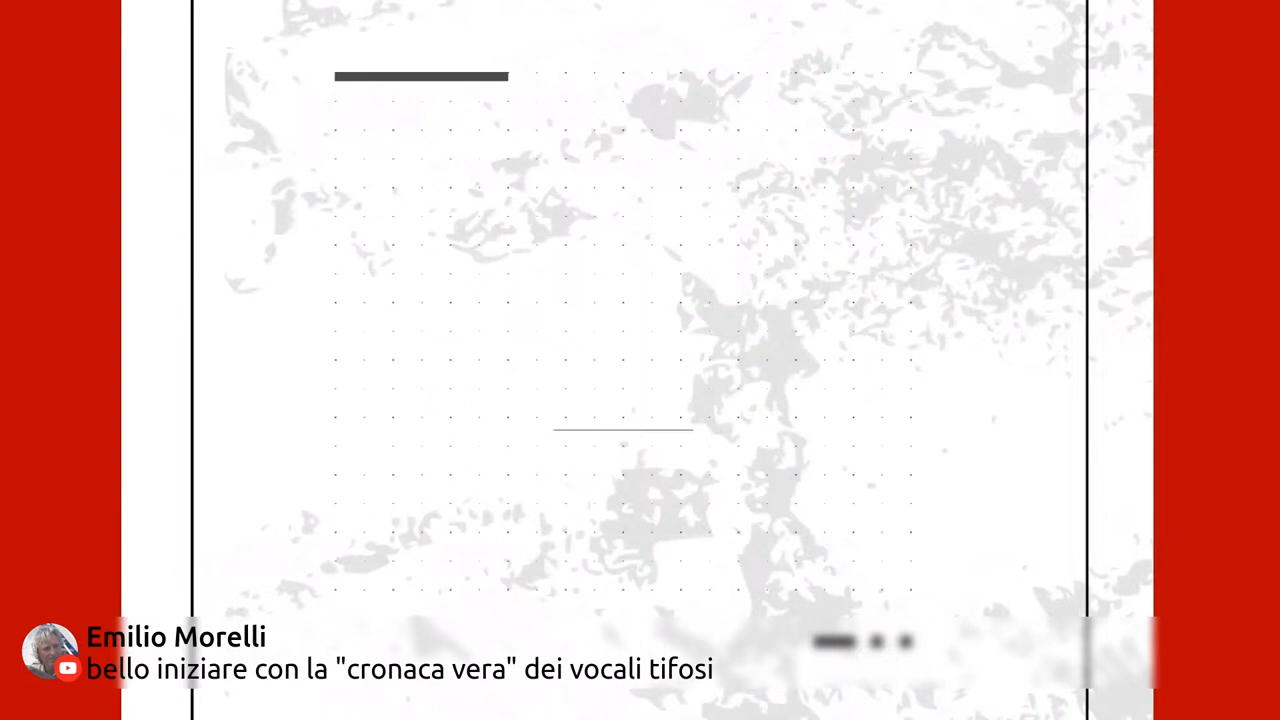 Emilio Morelli
bello iniziare con la "cronaca vera" dei vocali tifosi